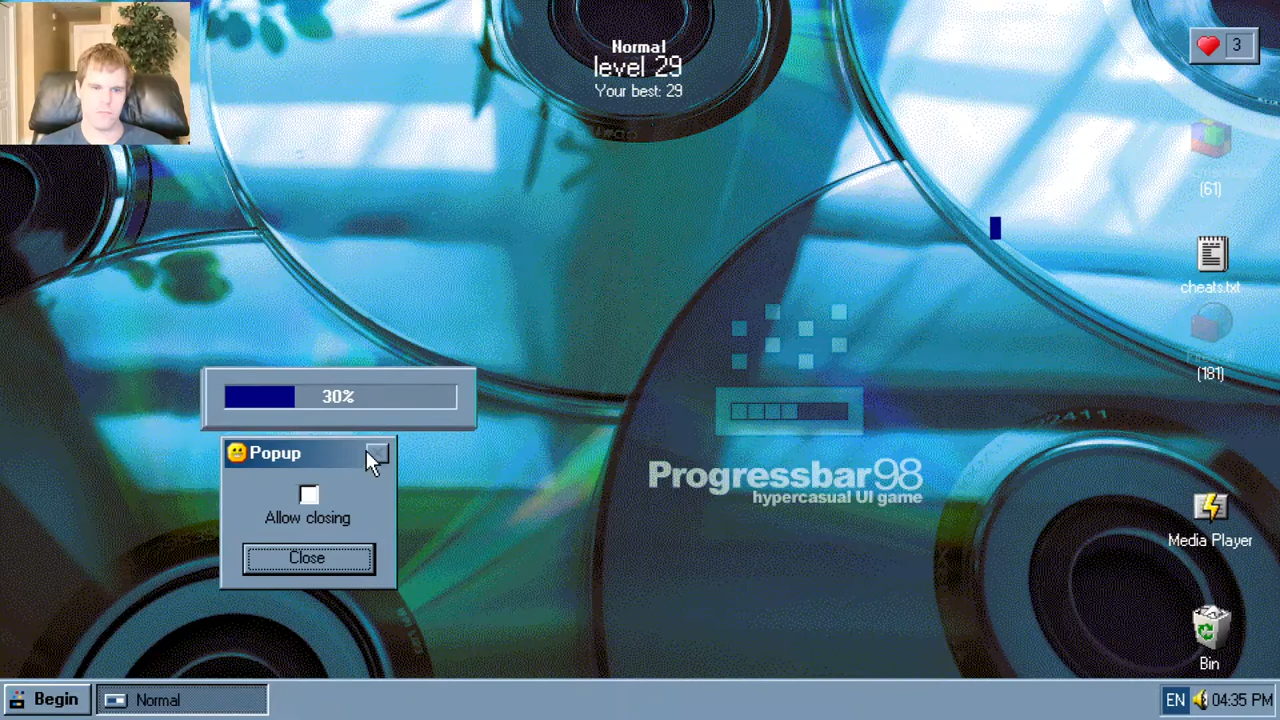 Normal
level 29
Your best: 29
3
(61)
cheats.txt
(181)
30%
Popup
Allow closing
Close
Progressbar98
hypercasual UI game
Media Player
Bin
Begin
Normal
EN
04:35 PM